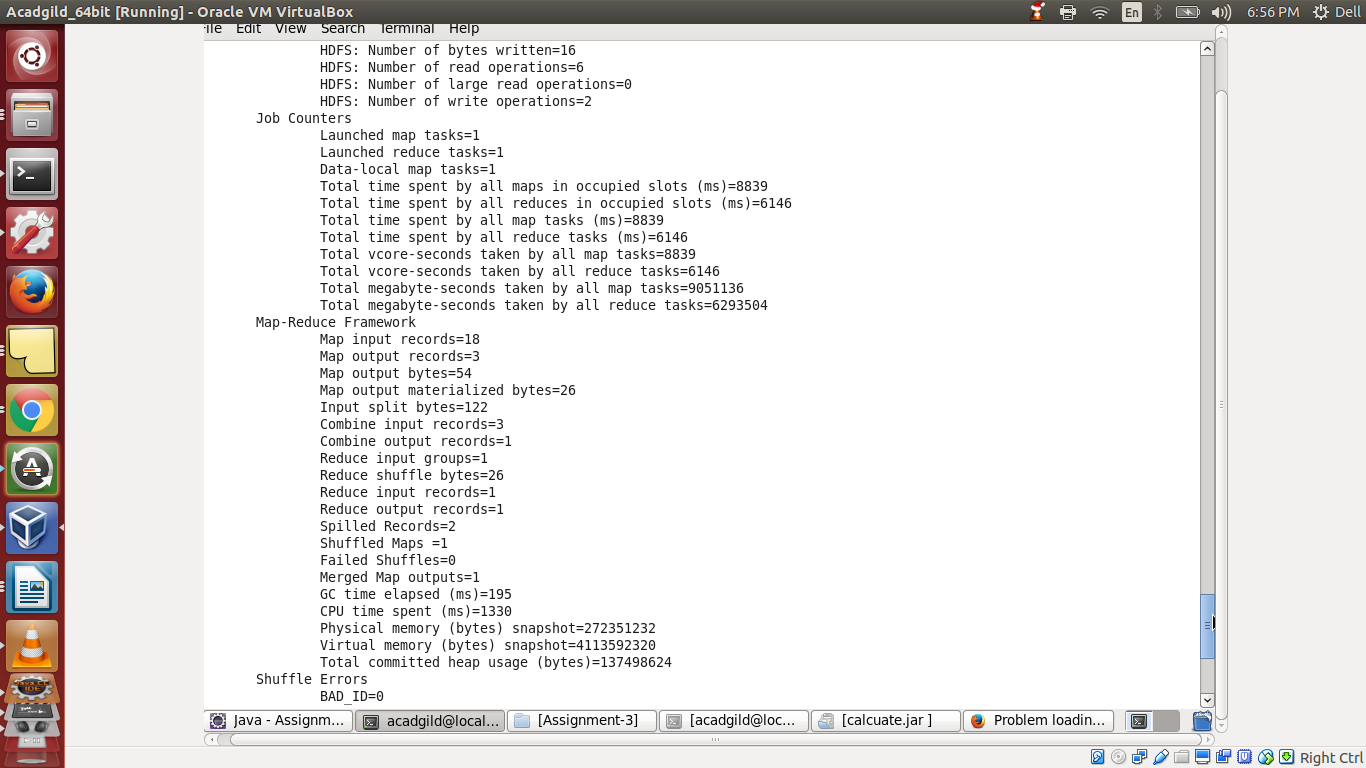 Acadgild_64bit [Running] - Oracle VM VirtualBox
En
6:56 PM
Dell
File Edit View Search Terminal Help
HDFS: Number of bytes written=16
HDFS: Number of read operations=6
HDFS: Number of large read operations=0
HDFS: Number of write operations=2
Job Counters
Launched map tasks=1
Launched reduce tasks=1
Data-local map tasks=1
Total time spent by all maps in occupied slots (ms)=8839
Total time spent by all reduces in occupied slots (ms)=6146
Total time spent by all map tasks (ms)=8839
Total time spent by all reduce tasks (ms)=6146
Total vcore-seconds taken by all map tasks=8839
Total vcore-seconds taken by all reduce tasks=6146
Total megabyte-seconds taken by all map tasks=9051136
Total megabyte-seconds taken by all reduce tasks=6293504
Map-Reduce Framework
Map input records=18
Map output records=3
Map output bytes=54
Map output materialized bytes=26
Input split bytes=122
Combine input records=3
Combine output records=1
Reduce input groups=1
Reduce shuffle bytes=26
Reduce input records=1
Reduce output records=1
Spilled Records=2
Shuffled Maps =1
Failed Shuffles=0
Merged Map outputs=1
GC time elapsed (ms)=195
CPU time spent (ms)=1330
Physical memory (bytes) snapshot=272351232
Virtual memory (bytes) snapshot=4113592320
Total committed heap usage (bytes)=137498624
Shuffle Errors
BAD_ID=0
Java - Assignm...
acadgild@local...
[Assignment-3]
[acadgild@loc...
[calcuate.jar ]
Problem loadin...
Right Ctrl